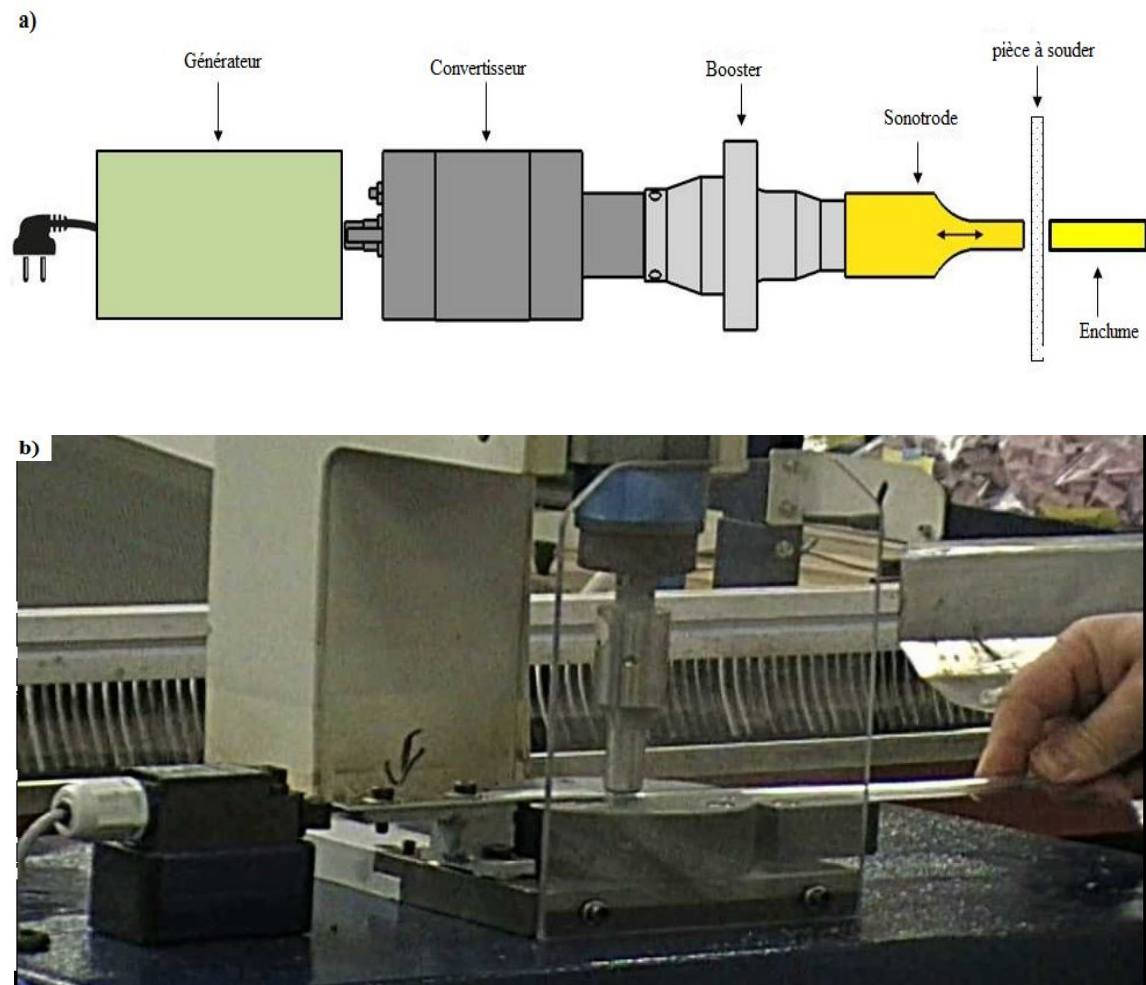 a)
Générateur
Convertisseur
Booster
Sonotrode
pièce à souder
Enclume
b)